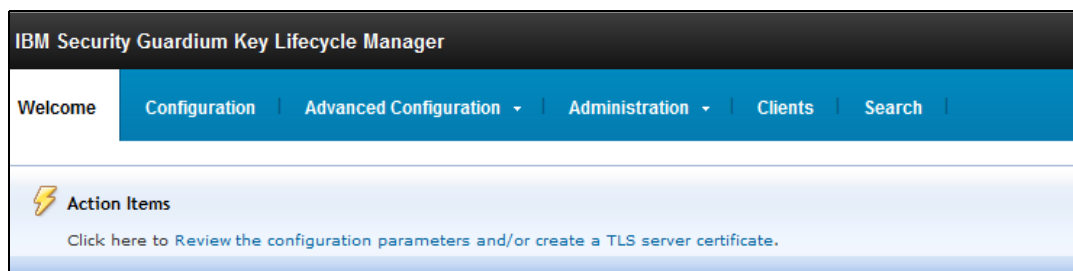 IBM Security Guardium Key Lifecycle Manager
Welcome Configuration Advanced Configuration Administration Clients Search
Action Items
Click here to Review the configuration parameters and/or create a TLS server certificate.